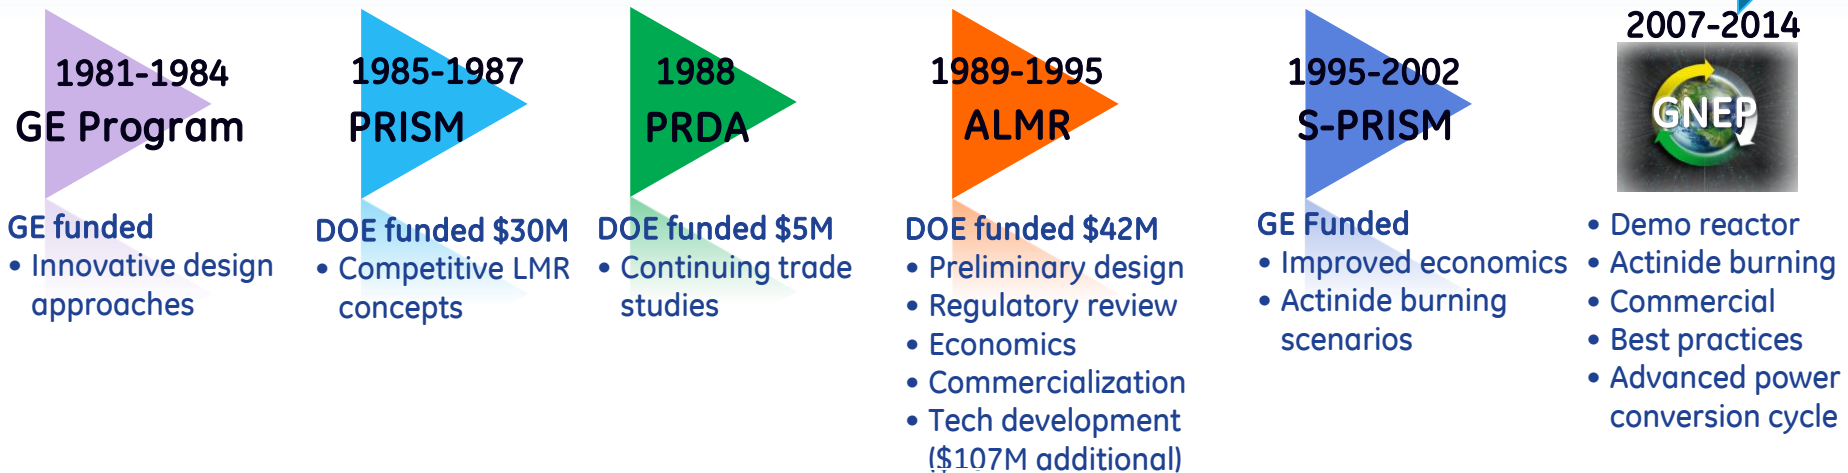 1981-1984
GE Program
GE funded
• Innovative design
approaches
1985-1987
PRISM
DOE funded $30M
• Competitive LMR
concepts
1988
PRDA
DOE funded $5M
• Continuing trade
studies
1989-1995
ALMR
DOE funded $42M
• Preliminary design
• Regulatory review
• Economics
• Commercialization
• Tech development
($107M additional)
1995-2002
S-PRISM
GE Funded
• Improved economics
• Actinide burning
scenarios
2007-2014
GNEP
• Demo reactor
• Actinide burning
• Commercial
• Best practices
• Advanced power
conversion cycle